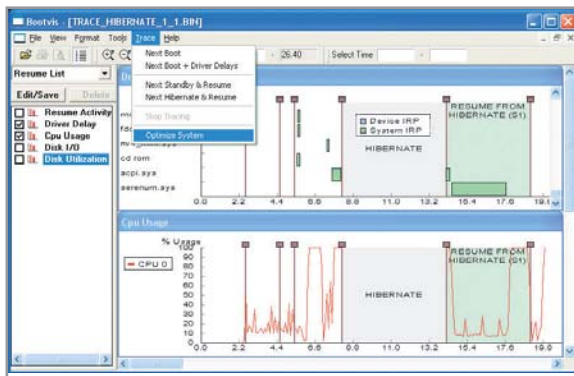 Bootvis - [TRACE_HIBERNATE_1_1.BIN]
File View Format Tools Trace Help
26.40 Select Time
Next Boot
Next Boot + Driver Delays
Next Standby & Resume
Next Hibernate & Resume
Stop Tracing
Optimize System
Resume List
Edit/Save Delete
Resume Activity
Driver Delay
Cpu Usage
Disk I/O
Disk Utilization
Device IRP
System IRP
HIBERNATE
RESUME FROM
HIBERNATE (S1)
cd rom
acpi.sys
serenum.sys
0.0 2.2 4.4 6.6 8.8 11.0 13.2 15.4 17.6 19.8
Cpu Usage
% Usage
CPU 0
100
90
80
70
60
50
40
30
20
10
0
HIBERNATE
RESUME FROM
HIBERNATE (S1)
0.0 2.2 4.4 6.6 8.8 11.0 13.2 15.4 17.6 19.8